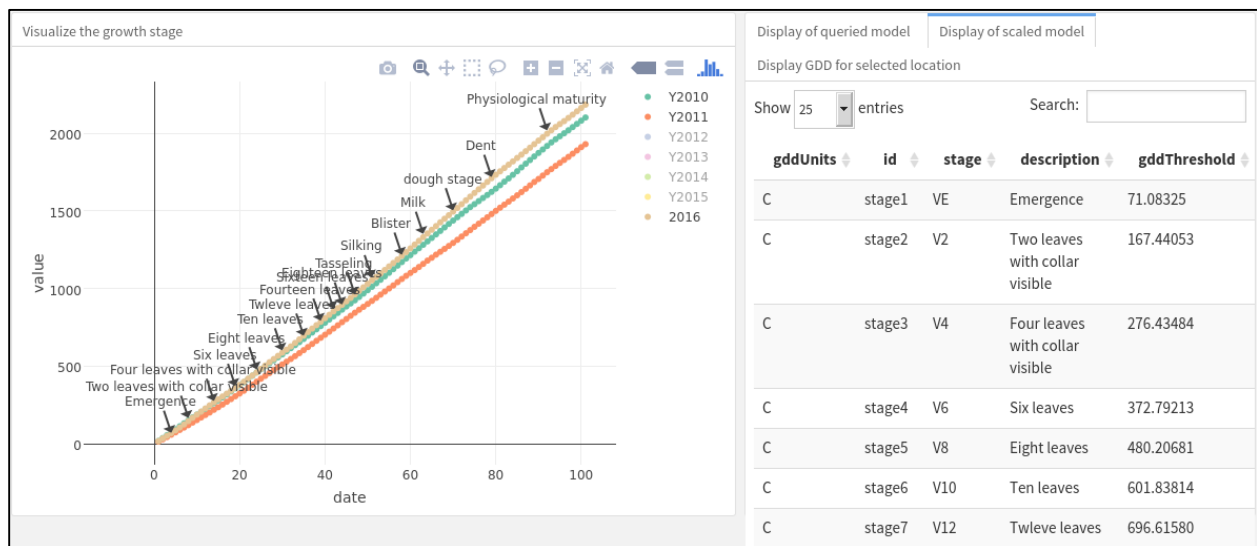 Visualize the growth stage
Y2010
Y2011
Y2012
Y2013
Y2014
Y2015
2016
Physiological maturity
Dent
dough stage
Milk
Blister
Silking
Tasseling
Eighteen leaves
Sixteen leaves
Fourteen leaves
Twleve leaves
Ten leaves
Eight leaves
Six leaves
Four leaves with collar visible
Two leaves with collar visible
Emergence
2000
1500
1000
500
0
value
0 20 40 60 80 100
date
Display of queried model Display of scaled model
Display GDD for selected location
Show 25 entries Search:
gddUnits id stage description gddThreshold
C stage1 VE Emergence 71.08325
C stage2 V2 Two leaves 167.44053
with collar
visible
C stage3 V4 Four leaves 276.43484
with collar
visible
C stage4 V6 Six leaves 372.79213
C stage5 V8 Eight leaves 480.20681
C stage6 V10 Ten leaves 601.83814
C stage7 V12 Twleve leaves 696.61580